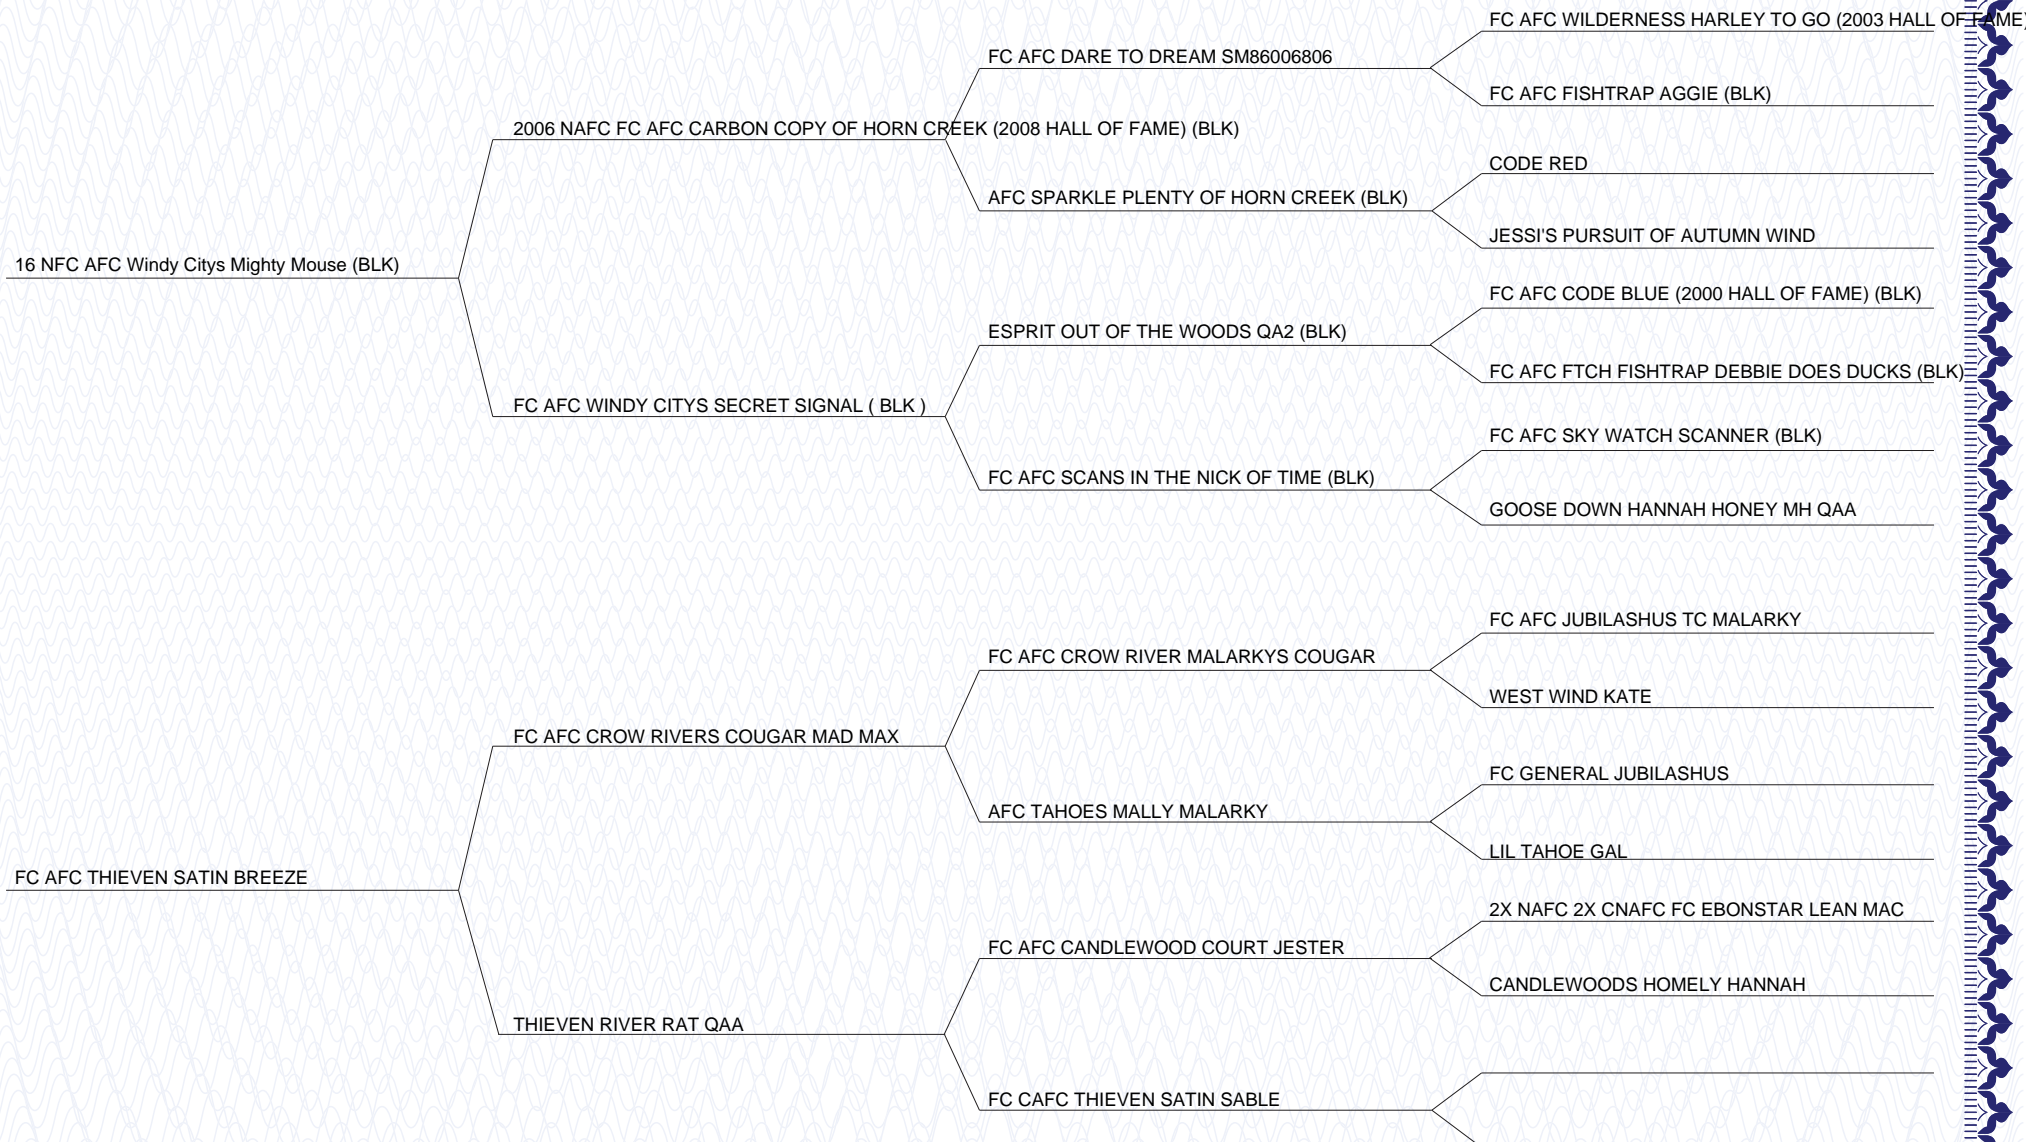 FC AFC WILDERNESS HARLEY TO GO (2003 HALL OF FAME)
FC AFC DARE TO DREAM SM86006806
FC AFC FISHTRAP AGGIE (BLK)
2006 NAFC FC AFC CARBON COPY OF HORN CREEK (2008 HALL OF FAME) (BLK)
CODE RED
AFC SPARKLE PLENTY OF HORN CREEK (BLK)
JESSI'S PURSUIT OF AUTUMN WIND
16 NFC AFC Windy Citys Mighty Mouse (BLK)
FC AFC CODE BLUE (2000 HALL OF FAME) (BLK)
ESPRIT OUT OF THE WOODS QA2 (BLK)
FC AFC FTCH FISHTRAP DEBBIE DOES DUCKS (BLK)
FC AFC WINDY CITYS SECRET SIGNAL ( BLK )
FC AFC SKY WATCH SCANNER (BLK)
FC AFC SCANS IN THE NICK OF TIME (BLK)
GOOSE DOWN HANNAH HONEY MH QAA
FC AFC JUBILASHUS TC MALARKY
FC AFC CROW RIVER MALARKYS COUGAR
WEST WIND KATE
FC AFC CROW RIVERS COUGAR MAD MAX
FC GENERAL JUBILASHUS
AFC TAHOES MALLY MALARKY
LIL TAHOE GAL
FC AFC THIEVEN SATIN BREEZE
2X NAFC 2X CNAFC FC EBONSTAR LEAN MAC
FC AFC CANDLEWOOD COURT JESTER
CANDLEWOODS HOMELY HANNAH
THIEVEN RIVER RAT QAA
FC CAFC THIEVEN SATIN SABLE